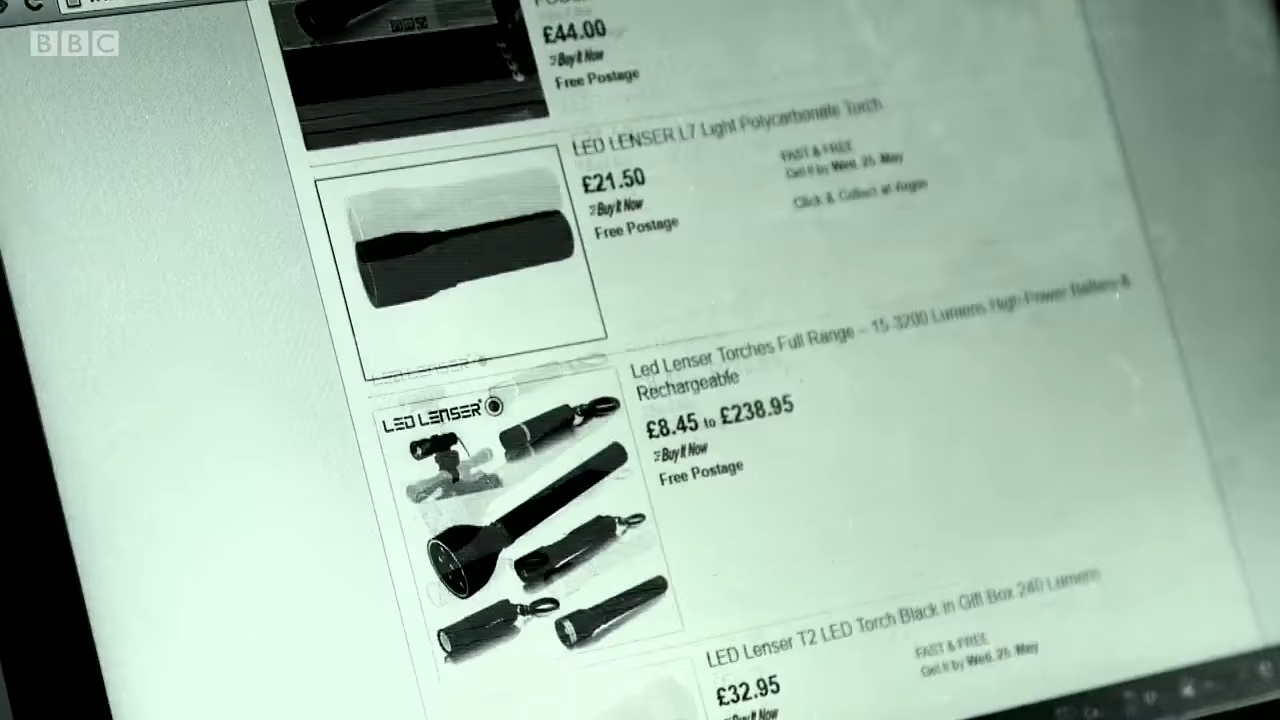 BBC
£44.00
Buy It Now
Free Postage
LED LENSER L7 Light Polycarbonate Torch
£21.50
Buy It Now
Free Postage
FAST & FREE
Get it by Wed. 25 May
Click & Collect at Argos
LED LENSER
Led Lenser Torches Full Range - 15-3200 Lumens High Power Battery &
Rechargeable
£8.45 to £238.95
Buy It Now
Free Postage
LED LENSER
LED Lenser T2 LED Torch Black in Gift Box 240 Lumens
£32.95
Buy It Now
FAST & FREE
Get it by Wed. 25 May